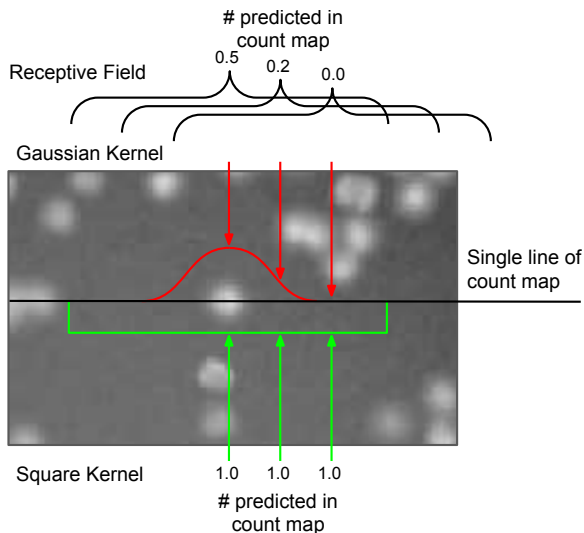 # predicted in
count map
Receptive Field
0.5
0.2
0.0
Gaussian Kernel
Single line of
count map
Square Kernel
1.0 1.0 1.0
# predicted in
count map